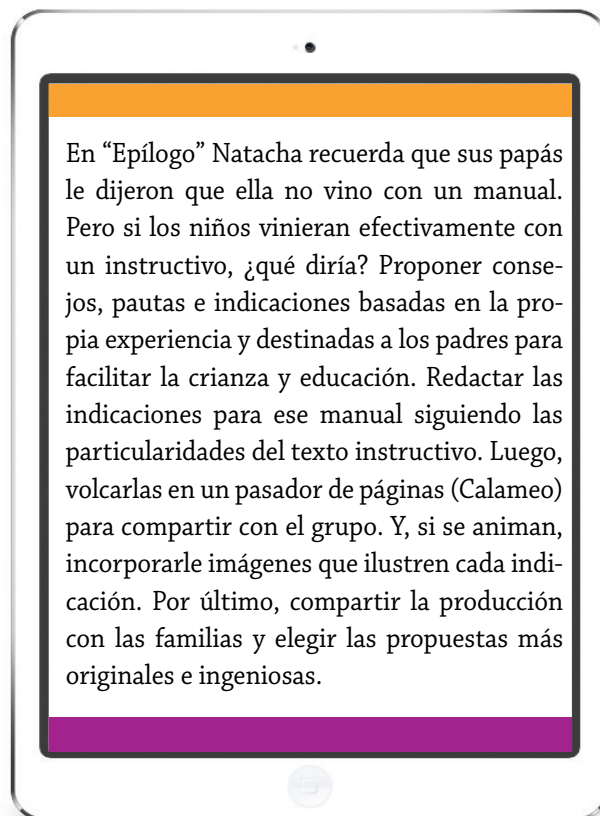 En “Epílogo” Natacha recuerda que sus papás
le dijeron que ella no vino con un manual.
Pero si los niños vinieran efectivamente con
un instructivo, ¿qué diría? Proponer conse-
jos, pautas e indicaciones basadas en la pro-
pia experiencia y destinadas a los padres para
facilitar la crianza y educación. Redactar las
indicaciones para ese manual siguiendo las
particularidades del texto instructivo. Luego,
volcarlas en un pasador de páginas (Calameo)
para compartir con el grupo. Y, si se animan,
incorporarle imágenes que ilustren cada indi-
cación. Por último, compartir la producción
con las familias y elegir las propuestas más
originales e ingeniosas.